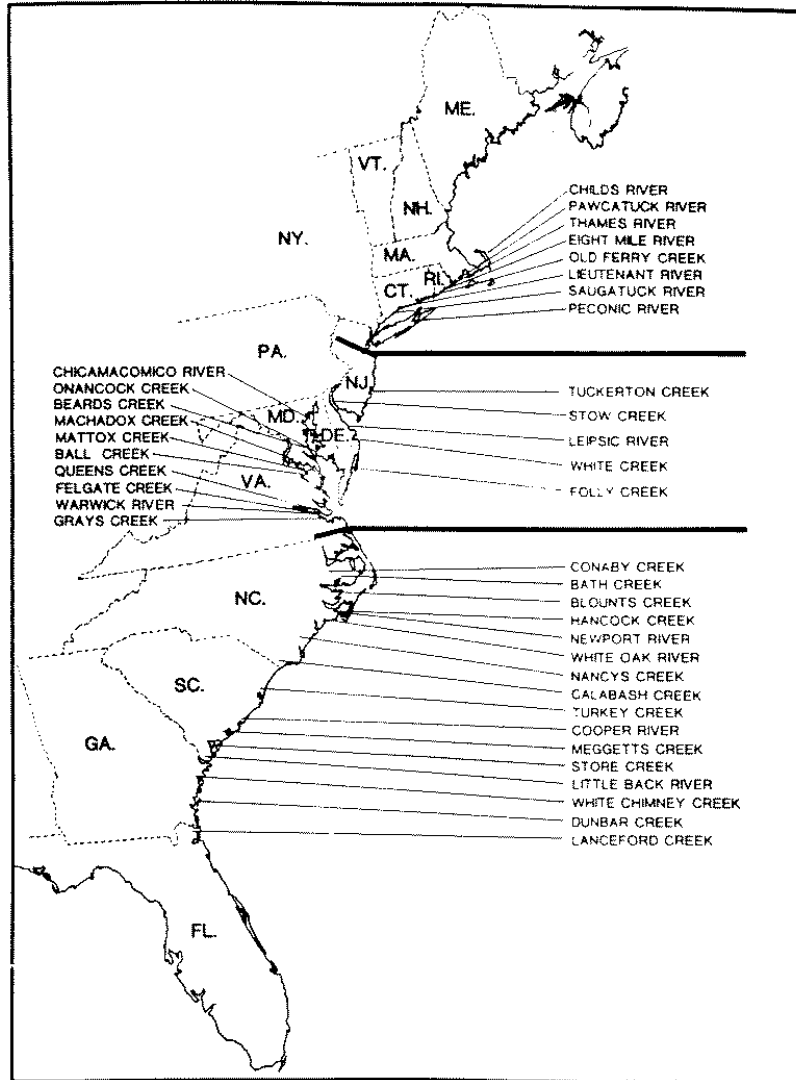 ME.
VT.
NH.
NY.
MA.
CT.
RI.
CHILDS RIVER
PAWCATUCK RIVER
THAMES RIVER
EIGHT MILE RIVER
OLD FERRY CREEK
LIEUTENANT RIVER
SAUGATUCK RIVER
PECONIC RIVER
PA.
NJ.
MD.
DE.
VA.
CHICAMACOMICO RIVER
ONANCOCK CREEK
BEARDS CREEK
MACHADOX CREEK
MATTOX CREEK
BALL CREEK
QUEENS CREEK
FELGATE CREEK
WARWICK RIVER
GRAYS CREEK
TUCKERTON CREEK
STOW CREEK
LEIPSIC RIVER
WHITE CREEK
FOLLY CREEK
NC.
SC.
GA.
FL.
CONABY CREEK
BATH CREEK
BLOUNTS CREEK
HANCOCK CREEK
NEWPORT RIVER
WHITE OAK RIVER
NANCYS CREEK
CALABASH CREEK
TURKEY CREEK
COOPER RIVER
MEGGETTS CREEK
STORE CREEK
LITTLE BACK RIVER
WHITE CHIMNEY CREEK
DUNBAR CREEK
LANCEFORD CREEK